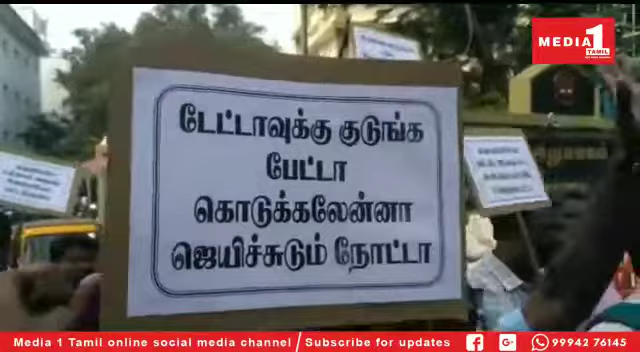 MEDIA 1
TAMIL
டேட்டாவுக்கு குடுங்க
பேட்டா
கொடுக்கலேன்னா
ஜெயிச்சுடும் நோட்டா
Media 1 Tamil online social media channel / Subscribe for updates
99942 76145